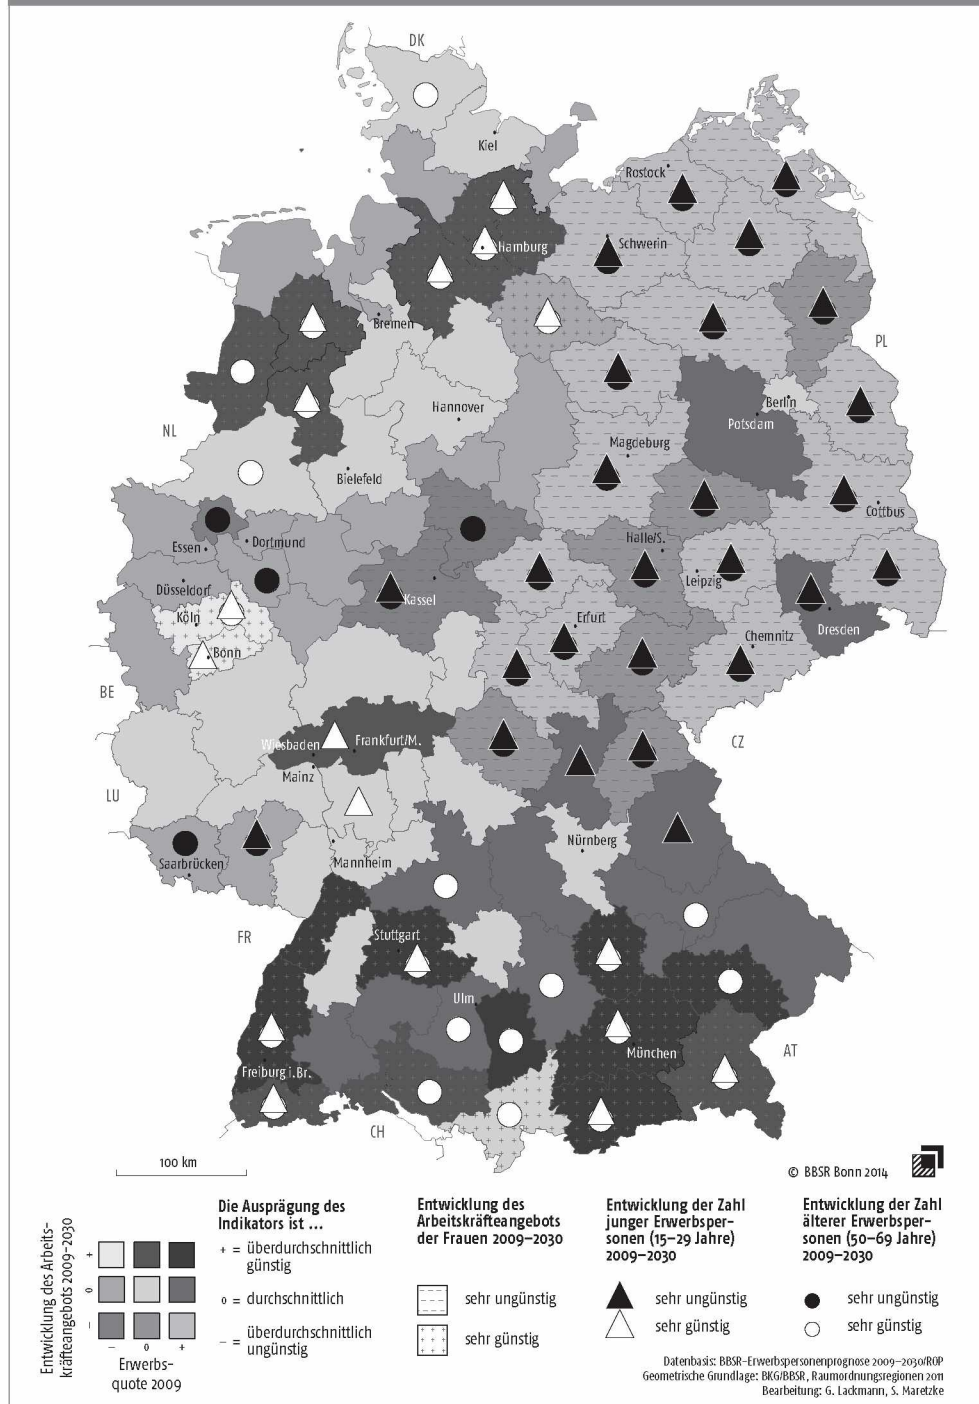 DK
Kiel
Rostock
Schwerin
Hamburg
Bremen
PL
Berlin
Potsdam
Hannover
NL
Magdeburg
Bielefeld
Cottbus
Essen
Dortmund
Halle/S.
Leipzig
Düsseldorf
Kassel
Köln
Erfurt
Dresden
Chemnitz
Bonn
BE
CZ
Wiesbaden
Frankfurt/M.
Mainz
LU
Nürnberg
Mannheim
Saarbrücken
FR
Stuttgart
Ulm
München
AT
Freiburg i.Br.
CH
100 km
© BBSR Bonn 2014
Entwicklung des Arbeits-
kräfteangebots 2009–2030
+
0
–
– 0 +
Erwerbs-
quote 2009
Die Ausprägung des
Indikators ist ...
+ = überdurchschnittlich
günstig
0 = durchschnittlich
– = überdurchschnittlich
ungünstig
Entwicklung des
Arbeitskräfteangebots
der Frauen 2009–2030
sehr ungünstig
sehr günstig
Entwicklung der Zahl
junger Erwerbsper-
sonen (15–29 Jahre)
2009–2030
sehr ungünstig
sehr günstig
Entwicklung der Zahl
älterer Erwerbsper-
sonen (50–69 Jahre)
2009–2030
sehr ungünstig
sehr günstig
Datenbasis: BBSR-Erwerbspersonenprognose 2009–2030/ROP
Geometrische Grundlage: BKG/BBSR, Raumordnungsregionen 2011
Bearbeitung: G. Lackmann, S. Maretzke